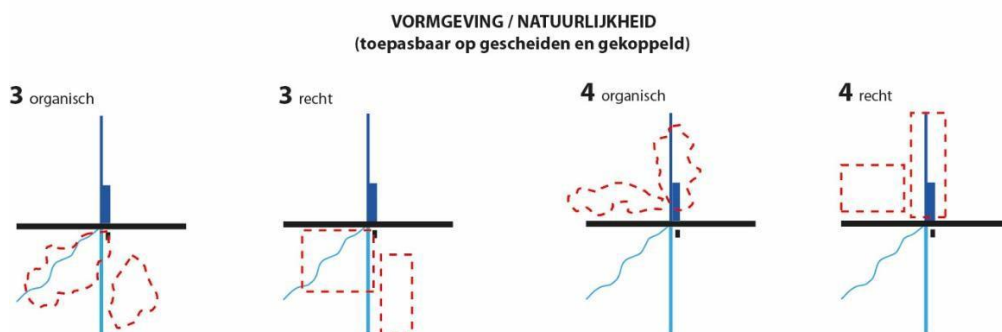 VORMGEVING / NATUURLIJKHEID
(toepasbaar op gescheiden en gekoppeld)
3 organisch
3 recht
4 organisch
4 recht